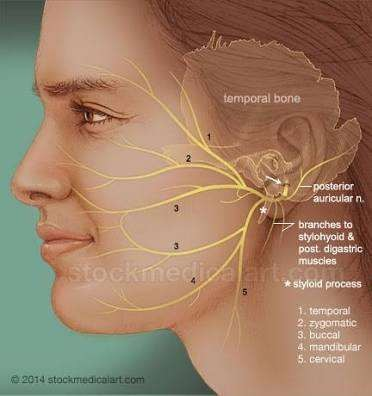 temporal bone
1
2
posterior
auricular n.
3
*
branches to
stylohyoid &
post. digastric
muscles
3
stockmedicalart.com
* styloid process
4
5
1. temporal
2. zygomatic
3. buccal
4. mandibular
5. cervical
© 2014 stockmedicalart.com